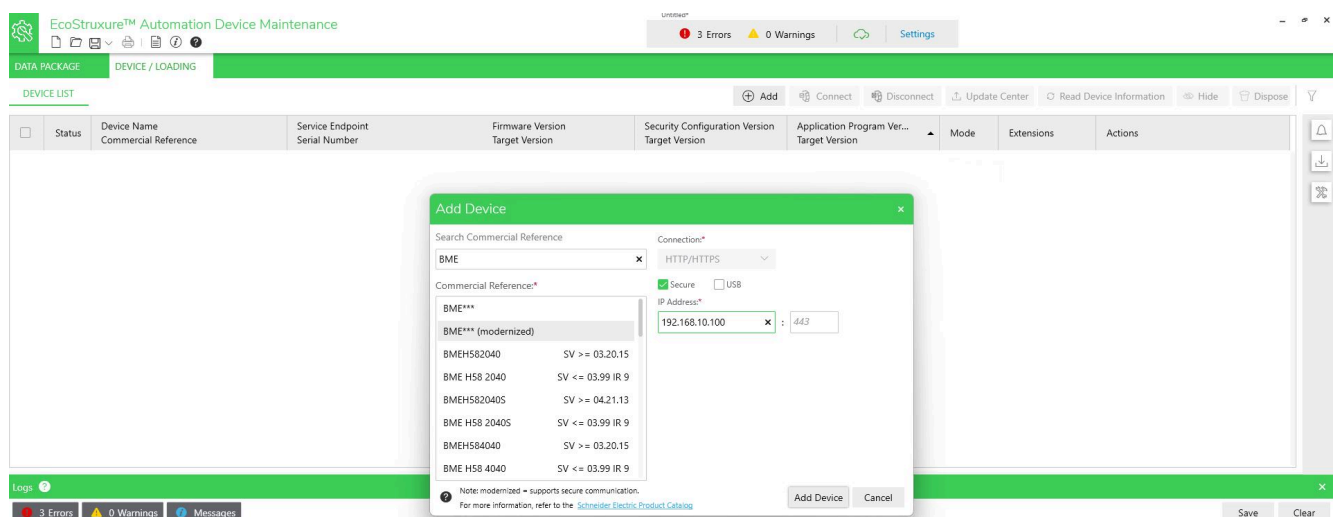 Untitled*
EcoStruxure™ Automation Device Maintenance
3 Errors 0 Warnings Settings
DATA PACKAGE DEVICE / LOADING
DEVICE LIST
Add Connect Disconnect Update Center Read Device Information Hide Dispose
Status Device Name Service Endpoint Firmware Version Security Configuration Version Application Program Ver... Mode Extensions Actions
Commercial Reference Serial Number Target Version Target Version Target Version
Add Device
Search Commercial Reference Connection:*
BME HTTP/HTTPS
Secure USB
Commercial Reference:*
IP Address:*
BME***
192.168.10.100 : 443
BME*** (modernized)
BMEH582040 SV >= 03.20.15
BME H58 2040 SV <= 03.99 IR 9
BMEH582040S SV >= 04.21.13
BME H58 2040S SV <= 03.99 IR 9
BMEH584040 SV >= 03.20.15
BME H58 4040 SV <= 03.99 IR 9
Logs
Note: modernized = supports secure communication.
For more information, refer to the Schneider Electric Product Catalog
Add Device Cancel
3 Errors 0 Warnings Messages Save Clear